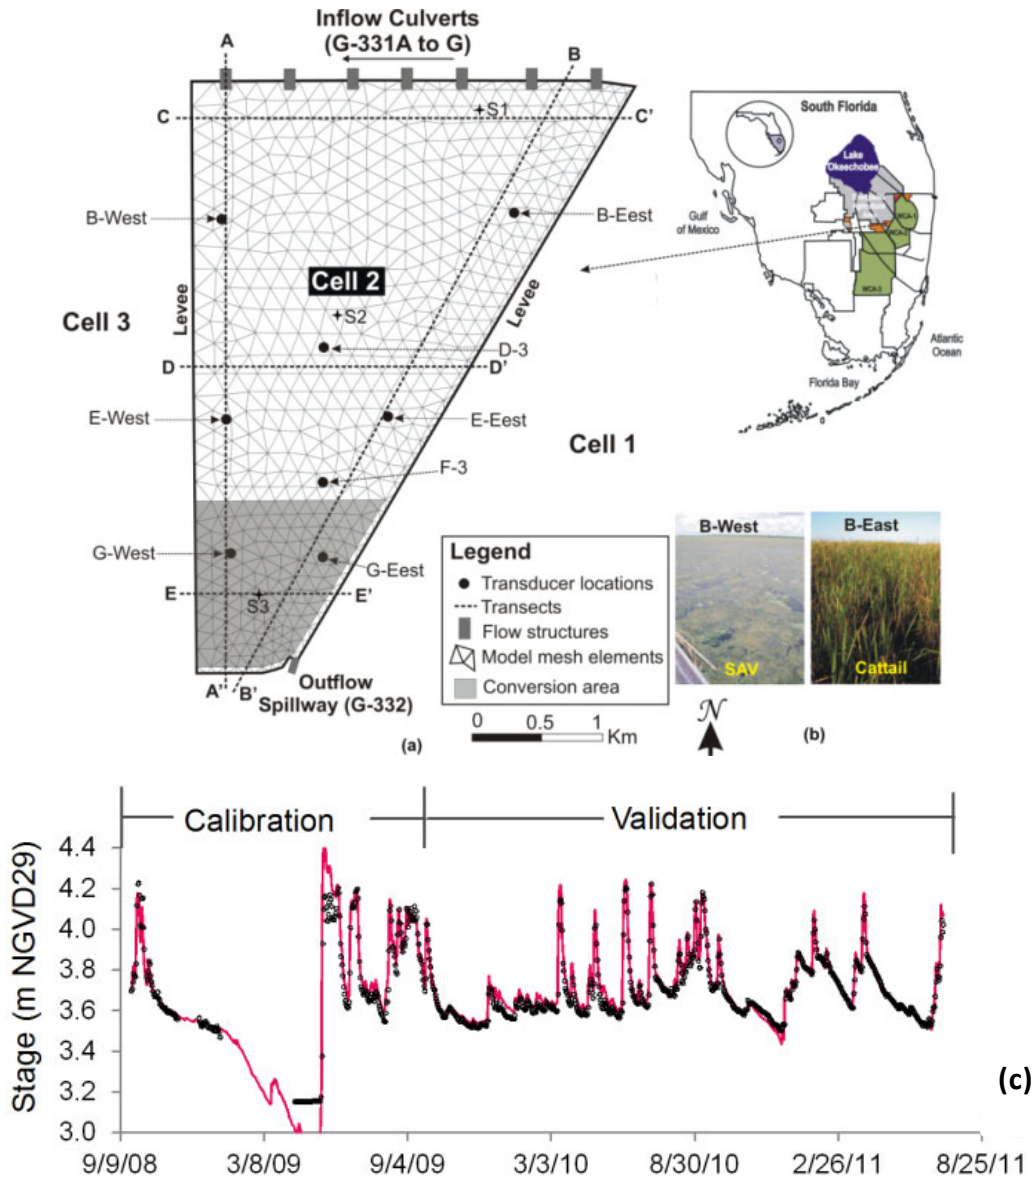 Inflow Culverts
(G-331A to G)
A
B
C
S1
C'
B-West
B-Eest
Levee
Cell 2
Levee
Cell 3
S2
D-3
D
D'
E-West
E-Eest
Cell 1
F-3
G-West
G-Eest
E
S3
E'
A''
B'
Outflow
Spillway (G-332)
(a)
Legend
Transducer locations
Transects
Flow structures
Model mesh elements
Conversion area
0 0.5 1
Km
South Florida
Lake
Okeechobee
WCA-1
WCA-2
WCA-3
Gulf
of Mexico
Atlantic
Ocean
Florida Bay
B-West
B-East
SAV
Cattail
N
(b)
Calibration
Validation
Stage (m NGVD29)
4.4
4.2
4.0
3.8
3.6
3.4
3.2
3.0
(c)
9/9/08 3/8/09 9/4/09 3/3/10 8/30/10 2/26/11 8/25/11